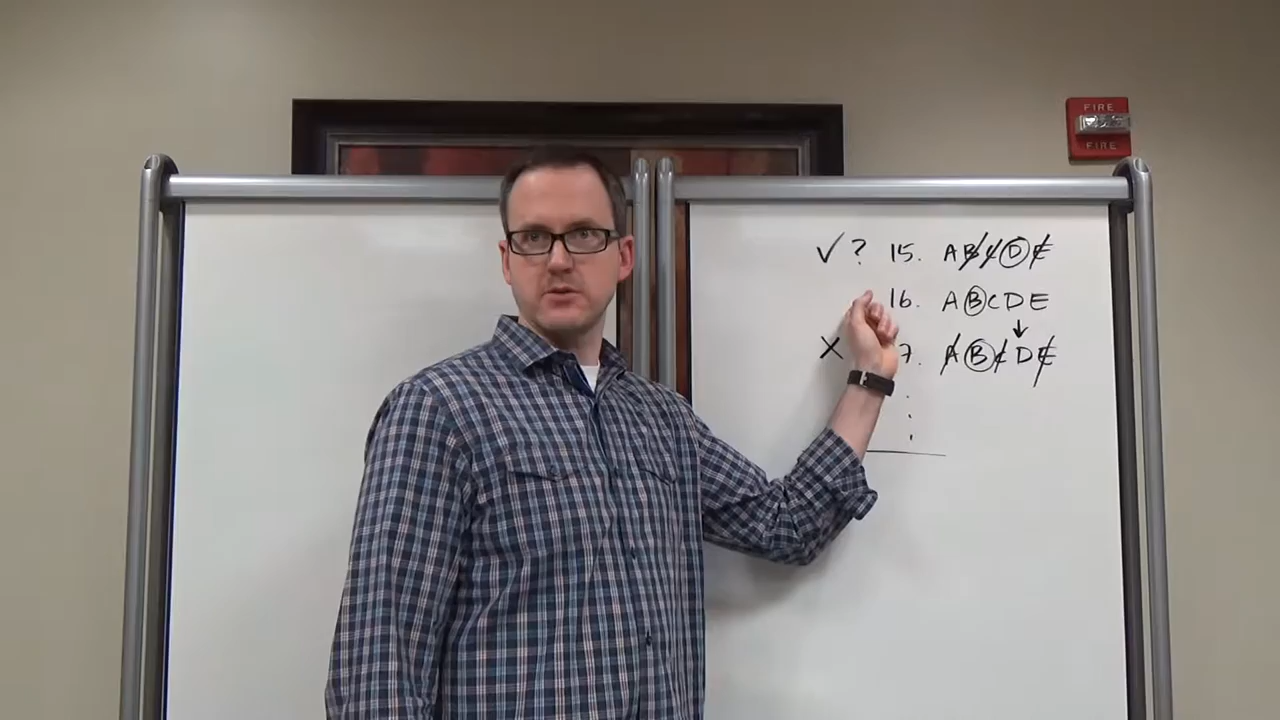 FIRE
FIRE
✓ ? 15. A B C D E
16. A B C D E
↓
X 7. A B C D E